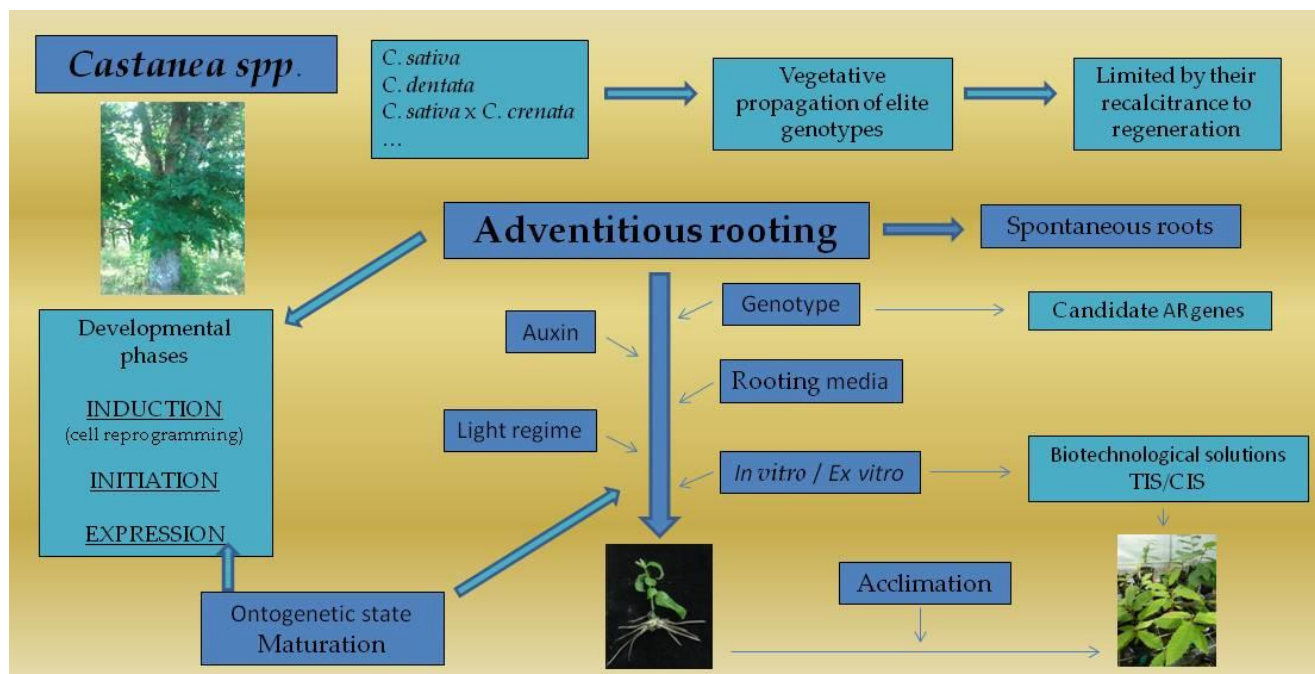 Castanea spp.
C. sativa
C. dentata
C. sativa x C. crenata
...
Vegetative
propagation of elite
genotypes
Limited by their
recalcitrance to
regeneration
Adventitious rooting
Spontaneous roots
Developmental
phases
INDUCTION
(cell reprogramming)
INITIATION
EXPRESSION
Auxin
Genotype
Candidate AR genes
Rooting media
Light regime
In vitro / Ex vitro
Biotechnological solutions
TIS/CIS
Ontogenetic state
Maturation
Acclimation